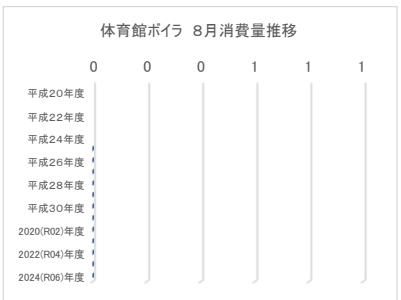 体育館ボイラ 8月消費量推移
0 0 0 1 1 1
平成20年度
平成22年度
平成24年度
平成26年度
平成28年度
平成30年度
2020(R02)年度
2022(R04)年度
2024(R06)年度